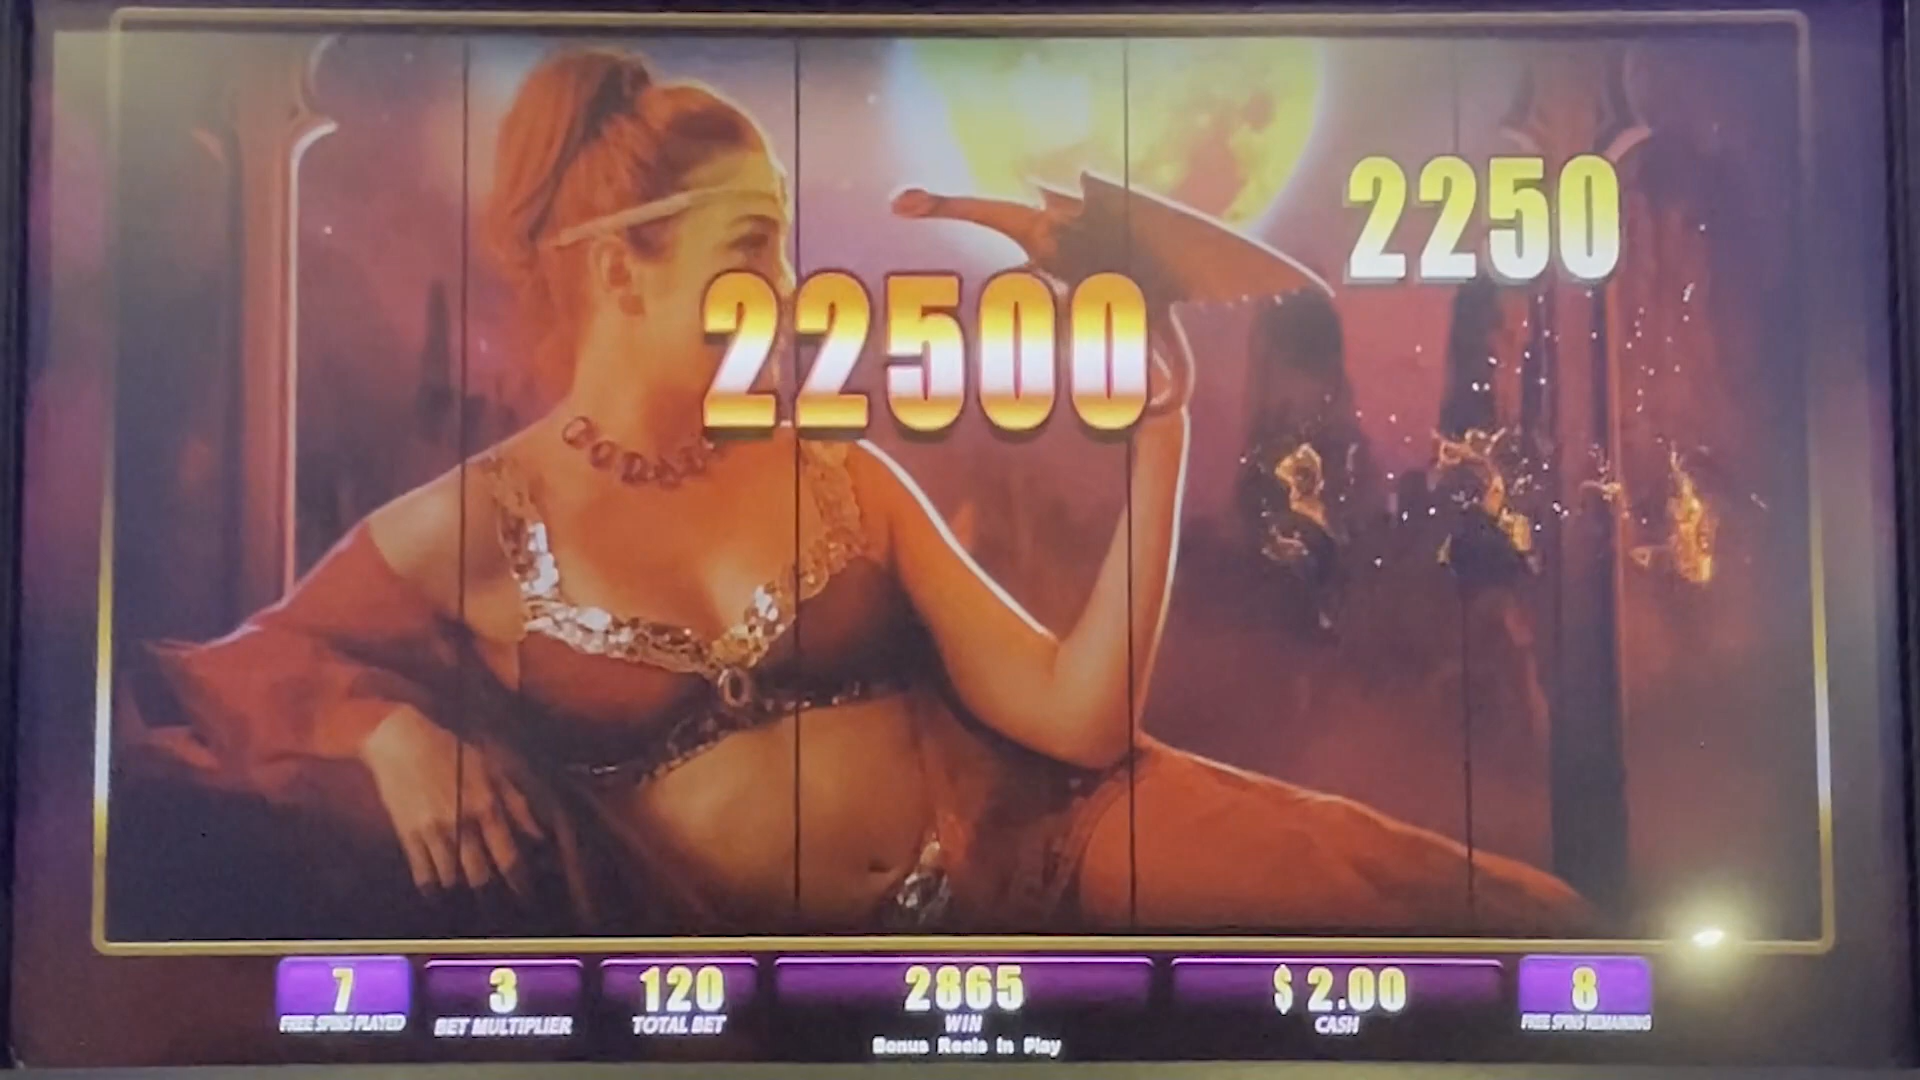 2250
22500
7
FREE SPINS PLAYED
3
BET MULTIPLIER
120
TOTAL BET
2865
WIN
Bonus Reels In Play
$ 2.00
CASH
8
FREE SPINS REMAINING